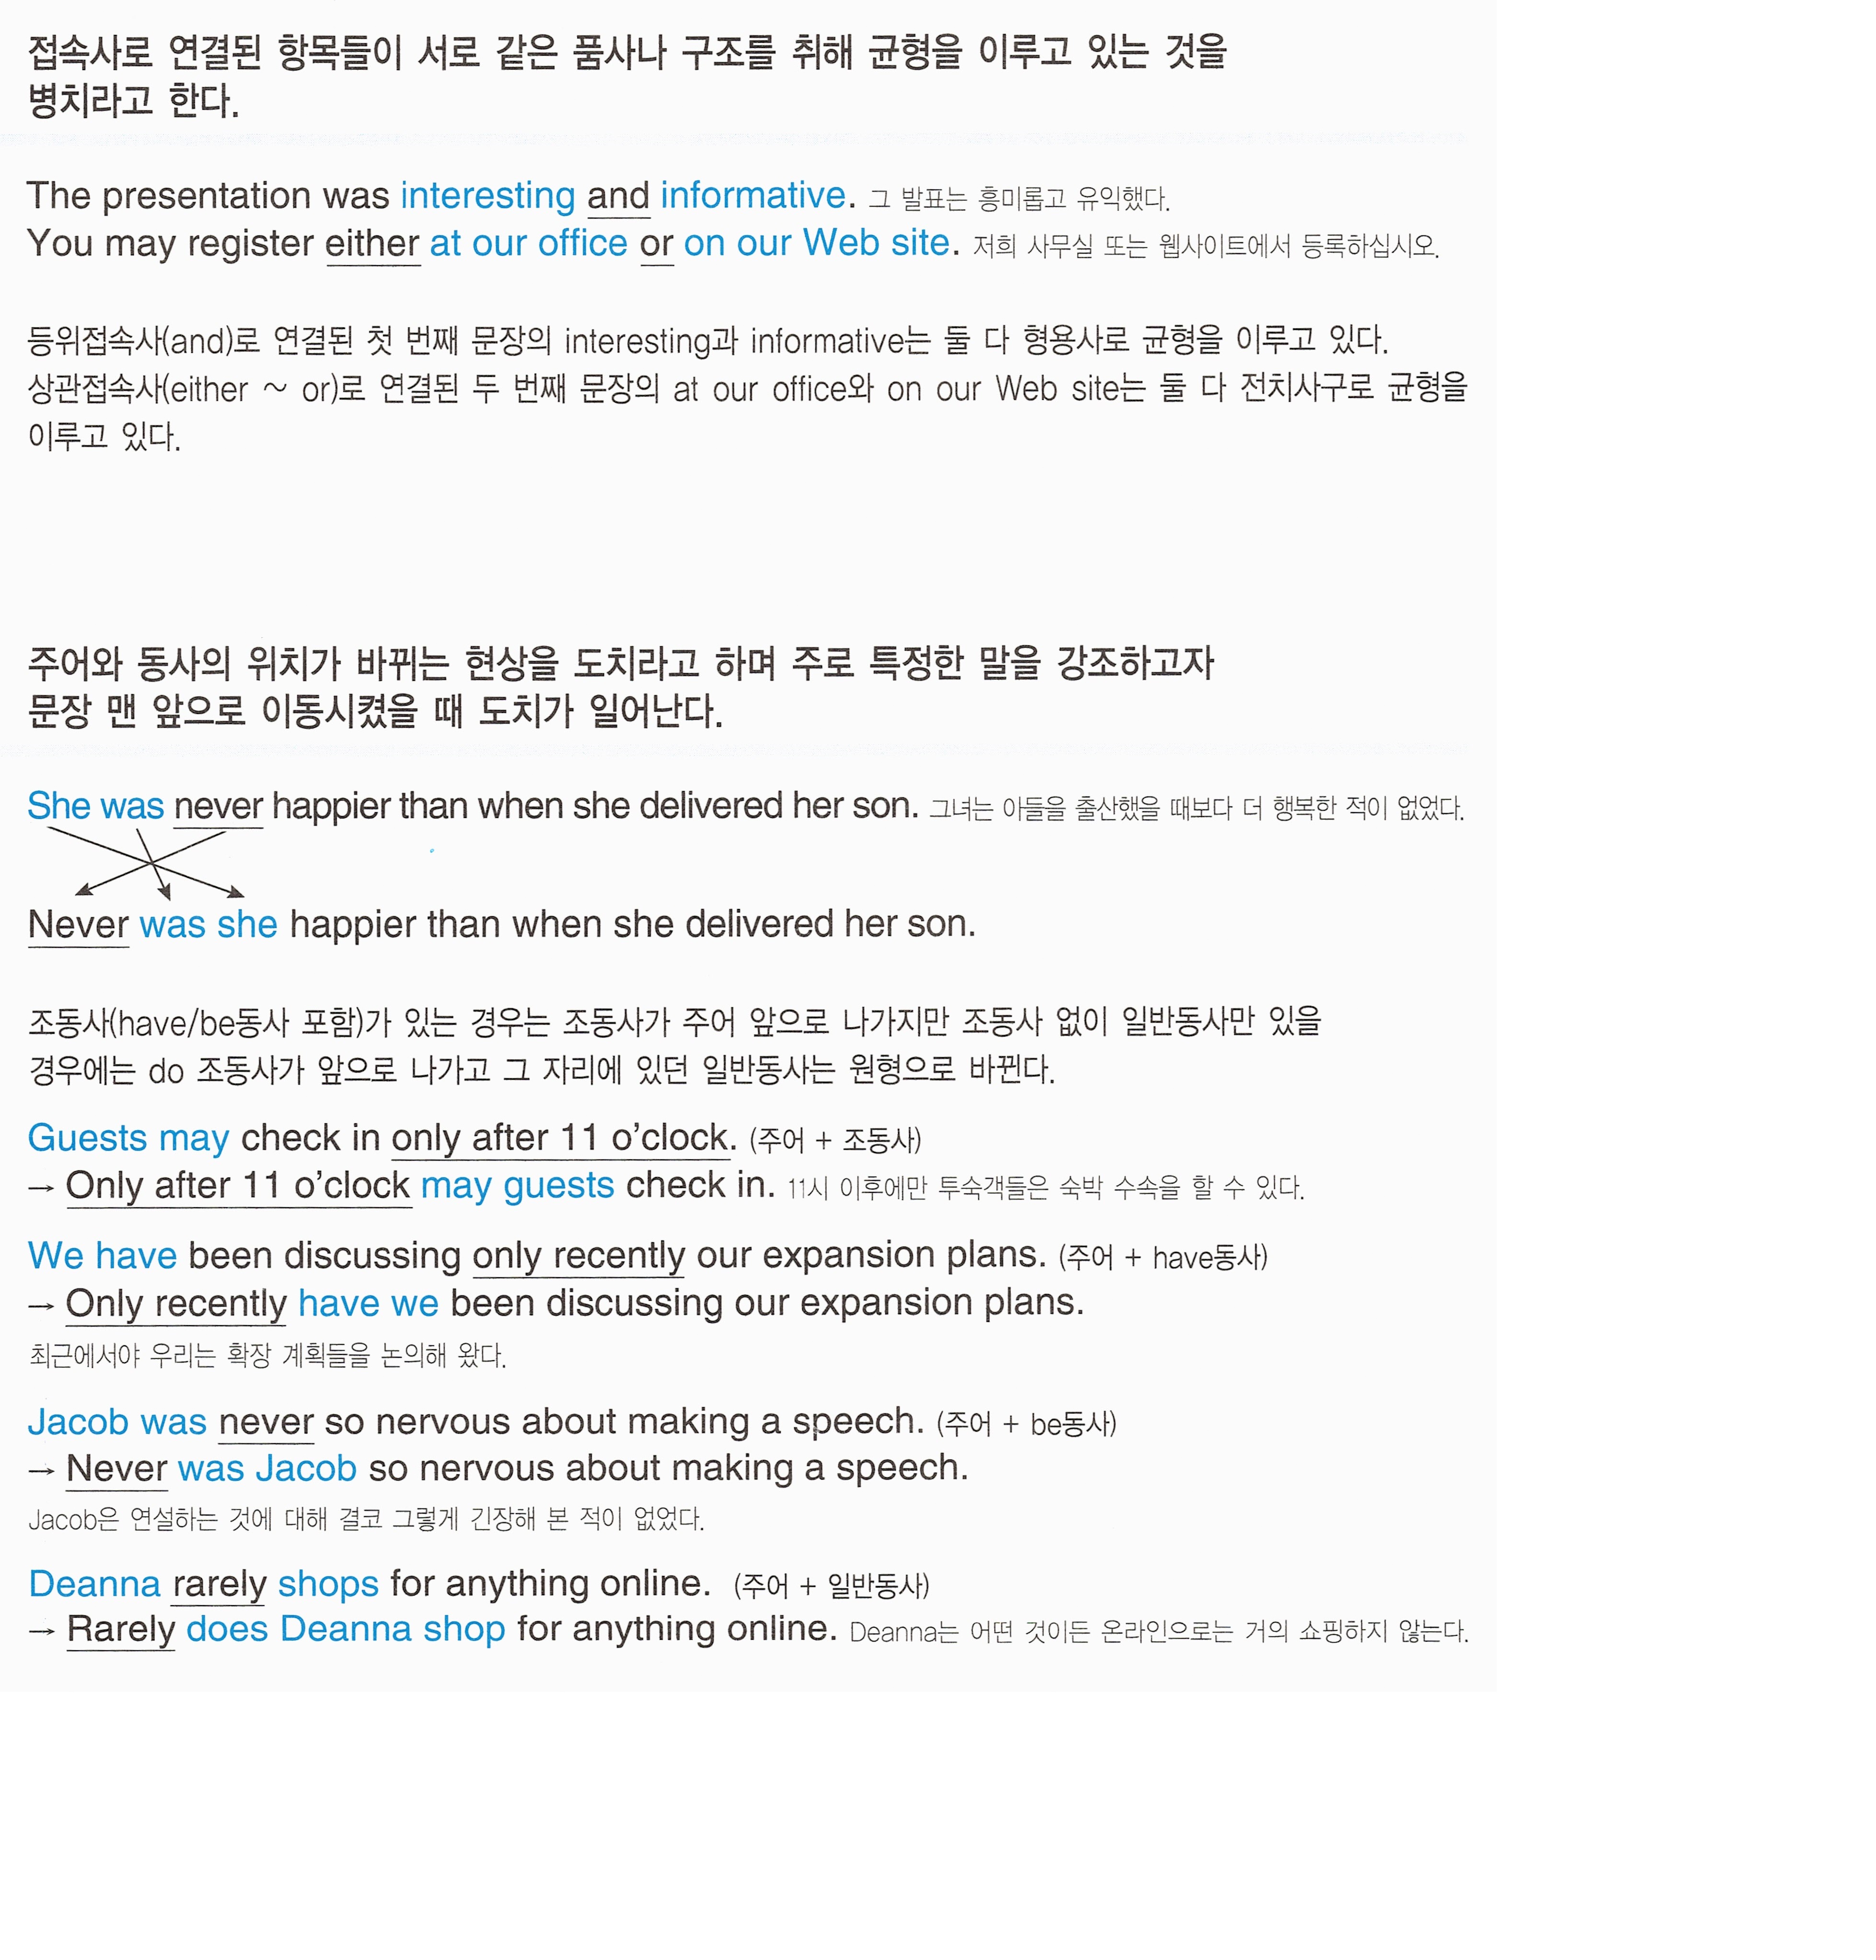 접속사로 연결된 항목들이 서로 같은 품사나 구조를 취해 균형을 이루고 있는 것을
병치라고 한다.
The presentation was interesting and informative. 그 발표는 흥미롭고 유익했다.
You may register either at our office or on our Web site. 저희 사무실 또는 웹사이트에서 등록하십시오.
등위접속사(and)로 연결된 첫 번째 문장의 interesting과 informative는 둘 다 형용사로 균형을 이루고 있다.
상관접속사(either ~ or)로 연결된 두 번째 문장의 at our office와 on our Web site는 둘 다 전치사구로 균형을
이루고 있다.
주어와 동사의 위치가 바뀌는 현상을 도치라고 하며 주로 특정한 말을 강조하고자
문장 맨 앞으로 이동시켰을 때 도치가 일어난다.
She was never happier than when she delivered her son. 그녀는 아들을 출산했을 때보다 더 행복한 적이 없었다.
Never was she happier than when she delivered her son.
조동사(have/be동사 포함)가 있는 경우는 조동사가 주어 앞으로 나가지만 조동사 없이 일반동사만 있을
경우에는 do 조동사가 앞으로 나가고 그 자리에 있던 일반동사는 원형으로 바뀐다.
Guests may check in only after 11 o'clock. (주어 + 조동사)
→ Only after 11 o'clock may guests check in. 11시 이후에만 투숙객들은 숙박 수속을 할 수 있다.
We have been discussing only recently our expansion plans. (주어 + have동사)
→ Only recently have we been discussing our expansion plans.
최근에서야 우리는 확장 계획들을 논의해 왔다.
Jacob was never so nervous about making a speech. (주어 + be동사)
→ Never was Jacob so nervous about making a speech.
Jacob은 연설하는 것에 대해 결코 그렇게 긴장해 본 적이 없었다.
Deanna rarely shops for anything online. (주어 + 일반동사)
→ Rarely does Deanna shop for anything online. Deanna는 어떤 것이든 온라인으로는 거의 쇼핑하지 않는다.